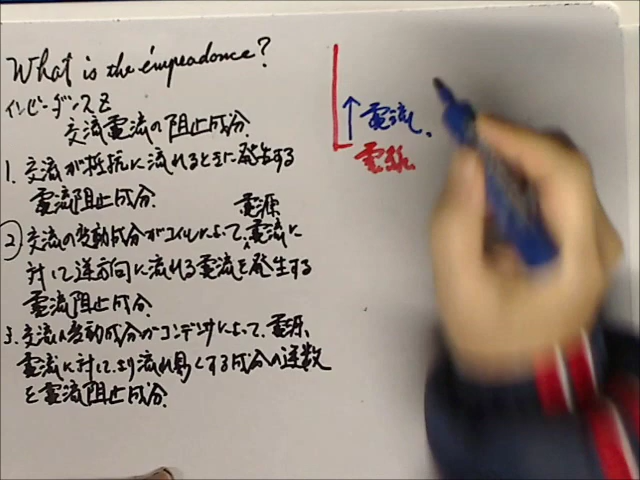 What is the impeadance?
インピーダンス Z
交流電流の阻止成分.
1. 交流が抵抗に流れるときに発生する
電流阻止成分.
電源
2 交流の変動成分がコイルによって、電流に
対して逆方向に流れる電流を発生する
電流阻止成分.
3. 交流の変動成分がコンデンサによって、電源、
電流に対して、より流れ易くする成分の逆数
を電流阻止成分.
↑ 電流.